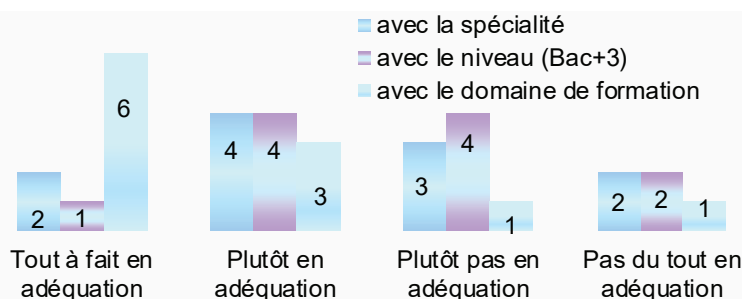 avec la spécialité
avec le niveau (Bac+3)
avec le domaine de formation
2
1
6
4
4
3
3
4
1
2
2
1
Tout à fait en
adéquation
Plutôt en
adéquation
Plutôt pas en
adéquation
Pas du tout en
adéquation